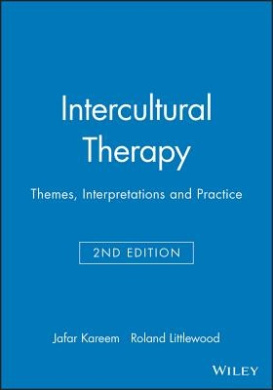 Intercultural
Therapy
Themes, Interpretations and Practice
2ND EDITION
Jafar Kareem Roland Littlewood
WILEY